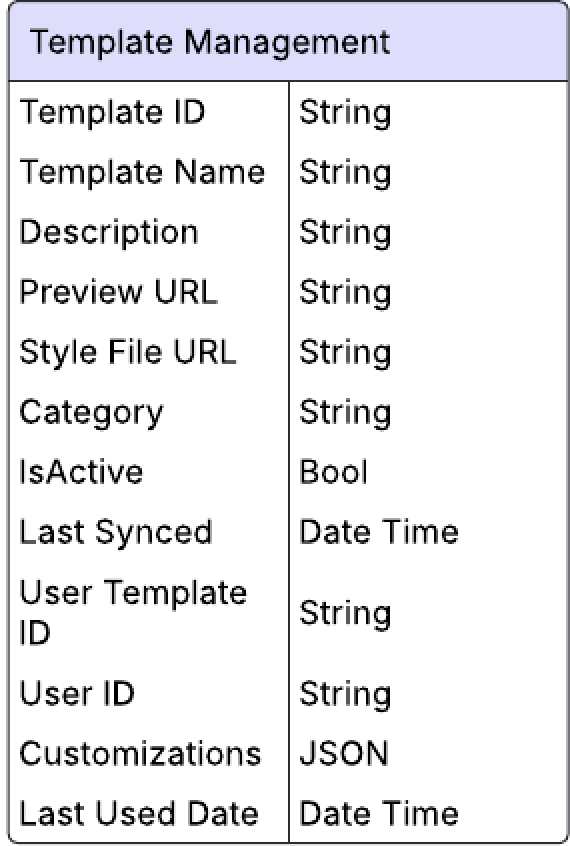 Template Management
Template ID String
Template Name String
Description String
Preview URL String
Style File URL String
Category String
IsActive Bool
Last Synced Date Time
User Template
ID
String
User ID String
Customizations JSON
Last Used Date Date Time